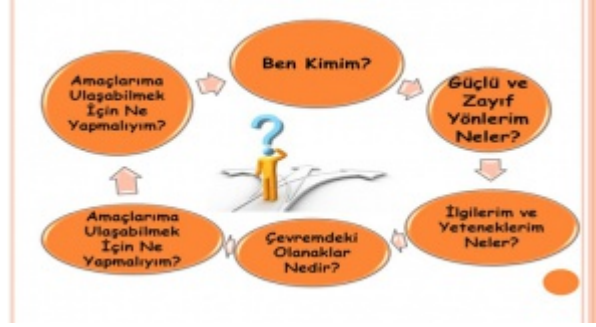 Ben Kimim?
Güçlü ve
Zayıf
Yönlerim
Neler?
İlgilerim ve
Yeteneklerim
Neler?
Çevremdeki
Olanaklar
Nedir?
Amaçlarıma
Ulaşabilmek
İçin Ne
Yapmalıyım?
Amaçlarıma
Ulaşabilmek
İçin Ne
Yapmalıyım?